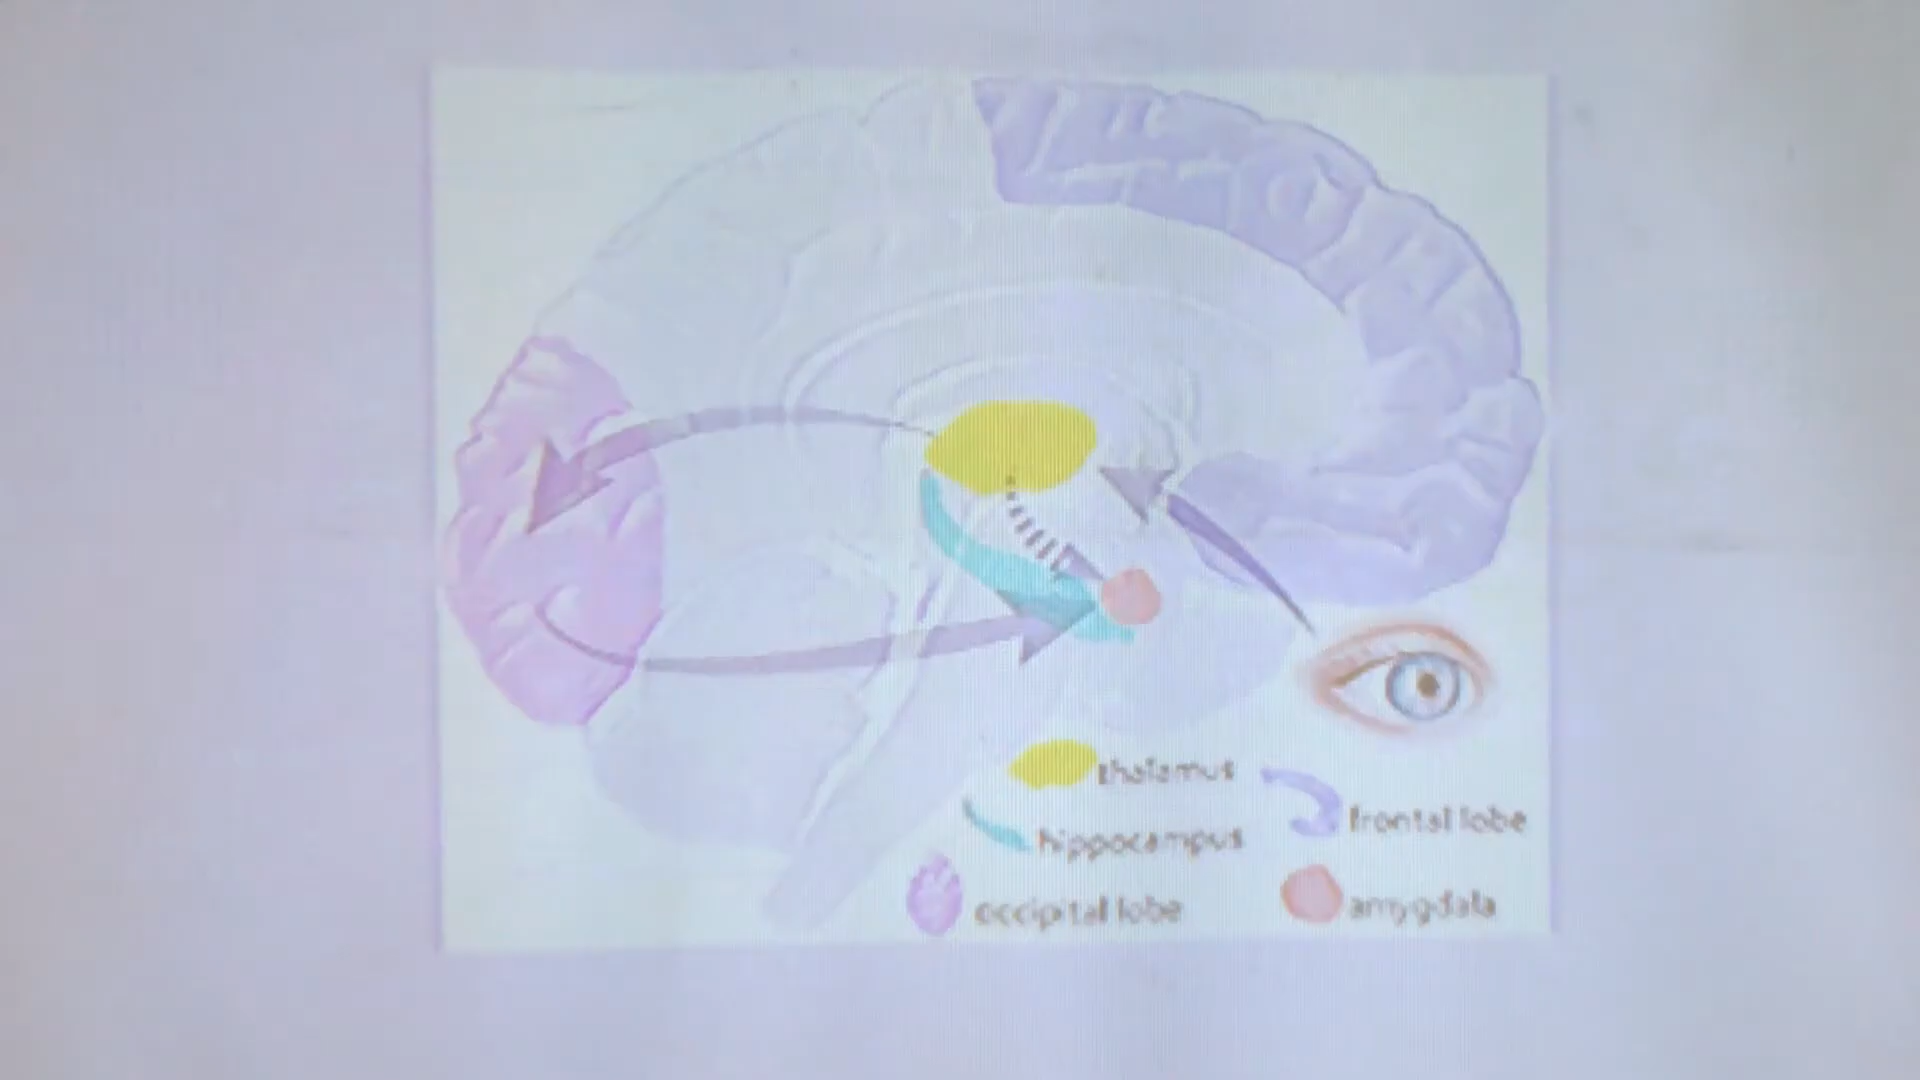 thalamus
frontal lobe
hippocampus
occipital lobe
amygdala